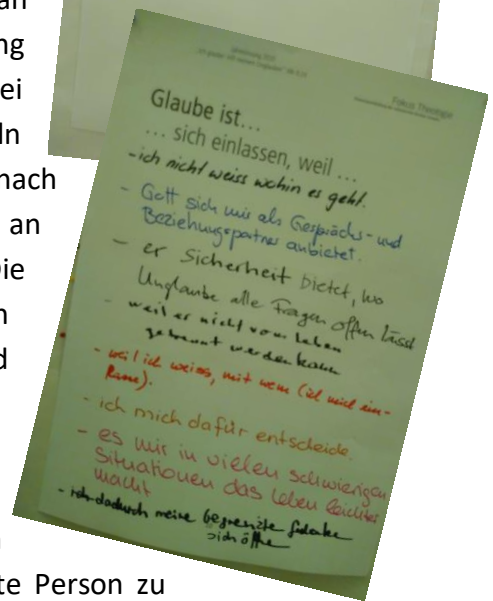 an
ng
ei
ln
nach
an
Die
n
d
te Person zu
Fokus Theologie
Glaube ist...
... sich einlassen, weil ...
- ich nicht weiss wohin es geht.
- Gott sich mir als Gesprächs- und
Beziehungspartner anbietet.
- er Sicherheit bietet, wo
Unglaube alle Fragen offen lässt
- weil er nicht vom Leben
getrennt werden kann
- weil ich weiss, mit wem (ich mich ein-
lasse).
- ich mich dafür entscheide.
- es mir in vielen schwierigen
Situationen das Leben leichter
macht
- ich dadurch meine begrenzte
sich öffne